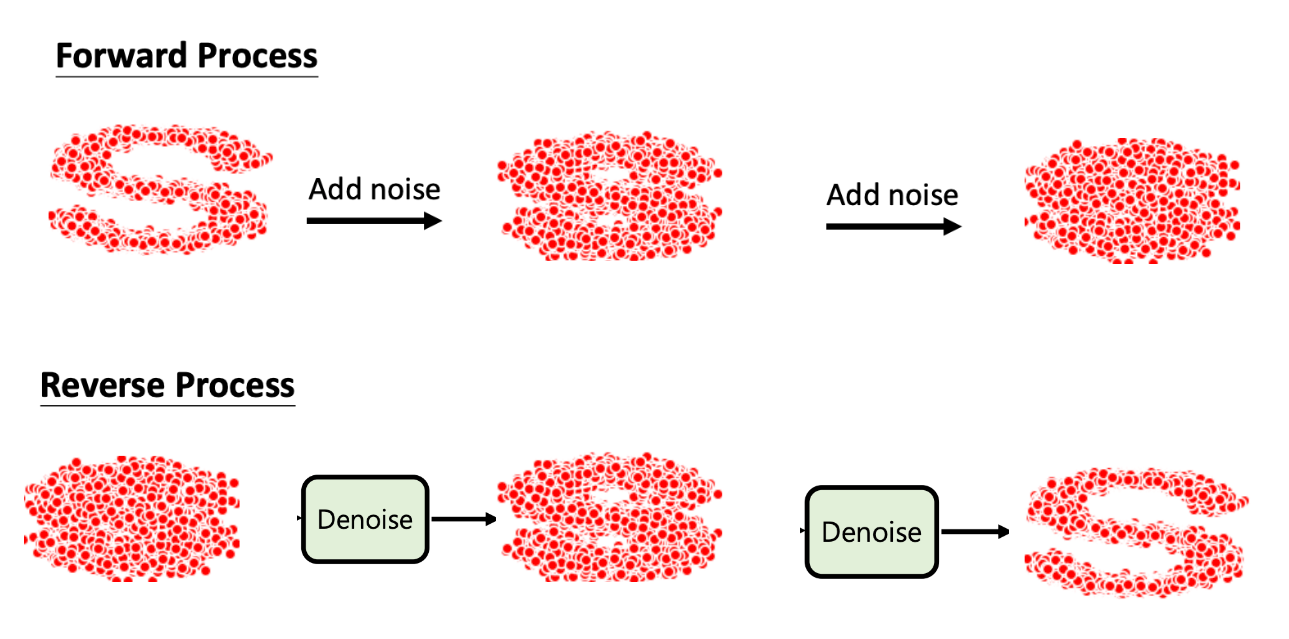 Forward Process
Add noise
Add noise
Reverse Process
Denoise
Denoise